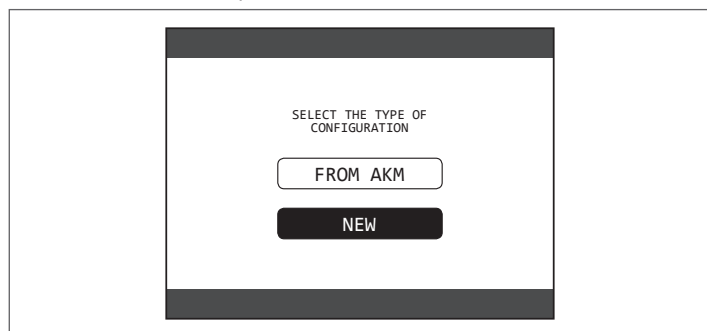 SELECT THE TYPE OF
CONFIGURATION
FROM AKM
NEW